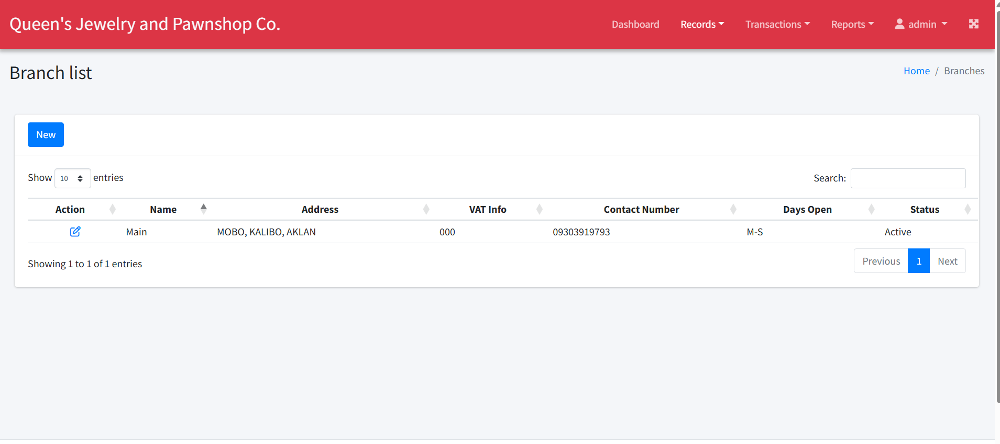 Queen's Jewelry and Pawnshop Co. Dashboard Records Transactions Reports admin
Branch list Home / Branches
New
Show 10 entries Search:
Action Name Address VAT Info Contact Number Days Open Status
Main MOBO, KALIBO, AKLAN 000 09303919793 M-S Active
Showing 1 to 1 of 1 entries Previous 1 Next